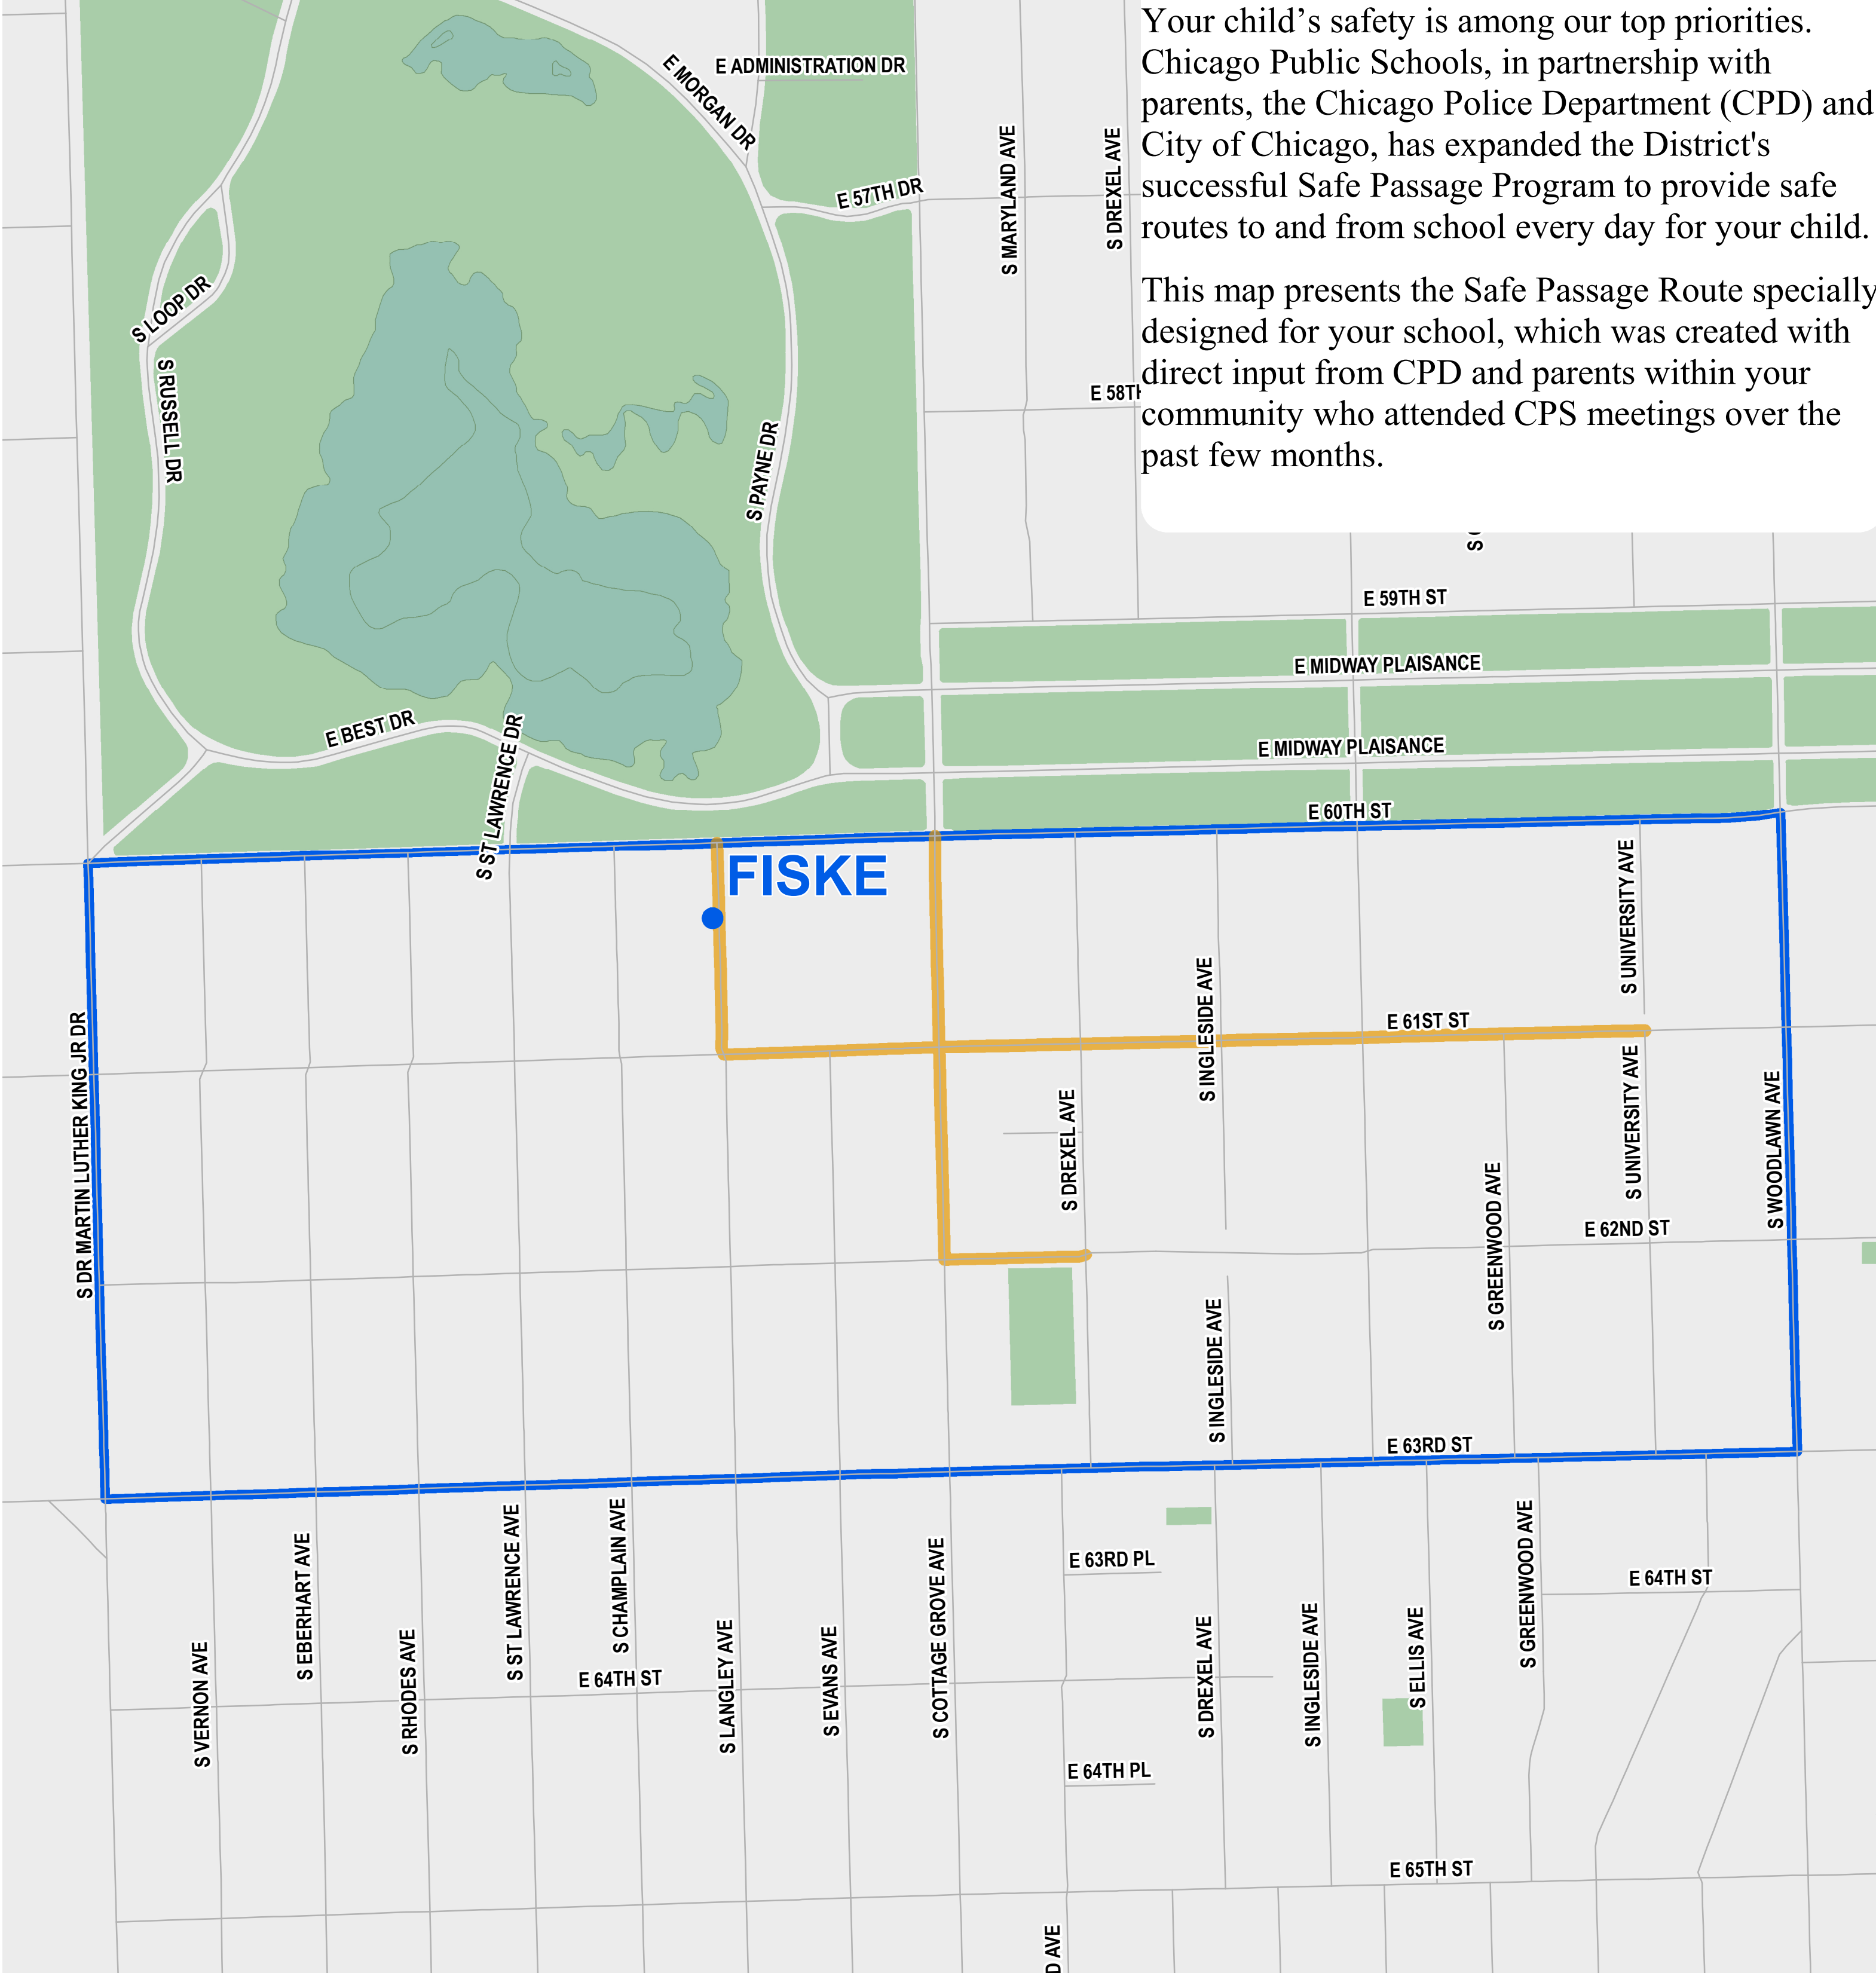 Your child’s safety is among our top priorities.
Chicago Public Schools, in partnership with
parents, the Chicago Police Department (CPD) and
City of Chicago, has expanded the District's
successful Safe Passage Program to provide safe
routes to and from school every day for your child.
This map presents the Safe Passage Route specially
designed for your school, which was created with
direct input from CPD and parents within your
community who attended CPS meetings over the
past few months.
E ADMINISTRATION DR
E MORGAN DR
E 57TH DR
S MARYLAND AVE
S DREXEL AVE
S LOOP DR
S RUSSELL DR
S PAYNE DR
E 58TH
E 59TH ST
E MIDWAY PLAISANCE
E MIDWAY PLAISANCE
E BEST DR
S ST LAWRENCE DR
E 60TH ST
FISKE
S UNIVERSITY AVE
S INGLESIDE AVE
E 61ST ST
S DR MARTIN LUTHER KING JR DR
S DREXEL AVE
S UNIVERSITY AVE
S WOODLAWN AVE
S GREENWOOD AVE
E 62ND ST
S INGLESIDE AVE
E 63RD ST
S VERNON AVE
S EBERHART AVE
S RHODES AVE
S ST LAWRENCE AVE
S CHAMPLAIN AVE
E 64TH ST
S LANGLEY AVE
S EVANS AVE
S COTTAGE GROVE AVE
E 63RD PL
S DREXEL AVE
S INGLESIDE AVE
S ELLIS AVE
S GREENWOOD AVE
E 64TH ST
E 64TH PL
E 65TH ST
D AVE